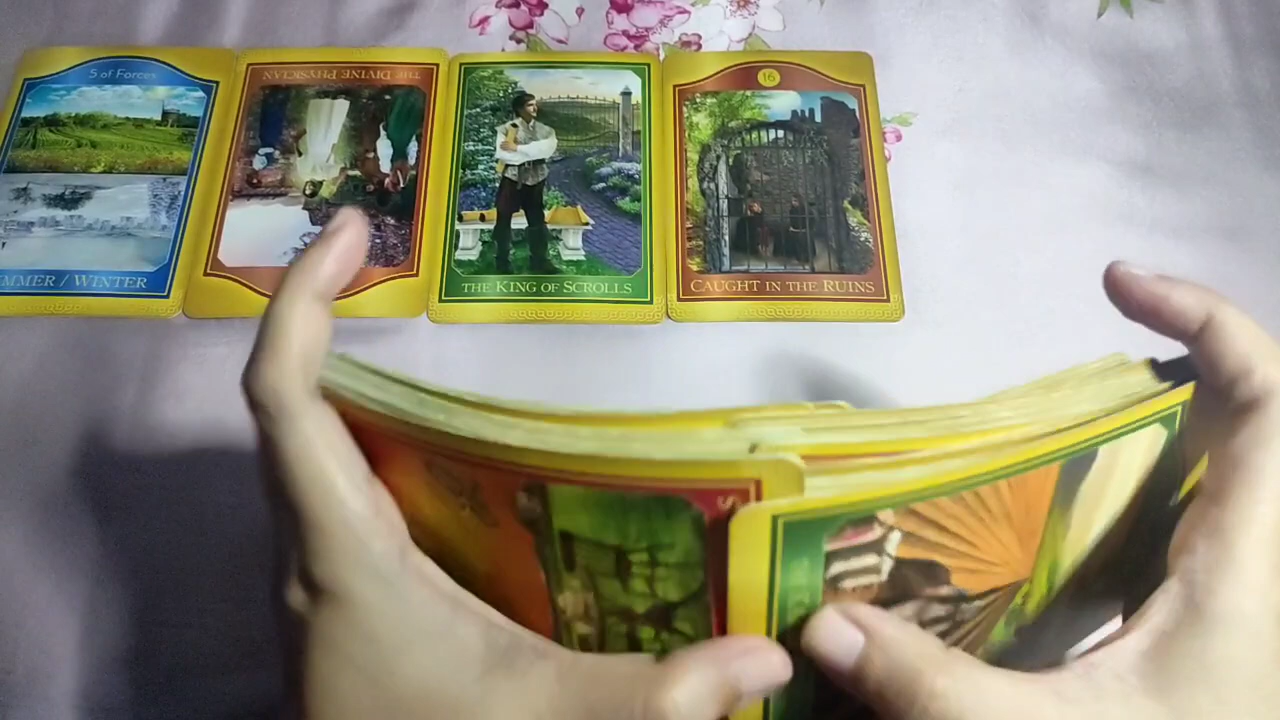 5 of Forces
MMER / WINTER
THE DIVINE PHYSICIAN
THE KING OF SCROLLS
16
CAUGHT IN THE RUINS